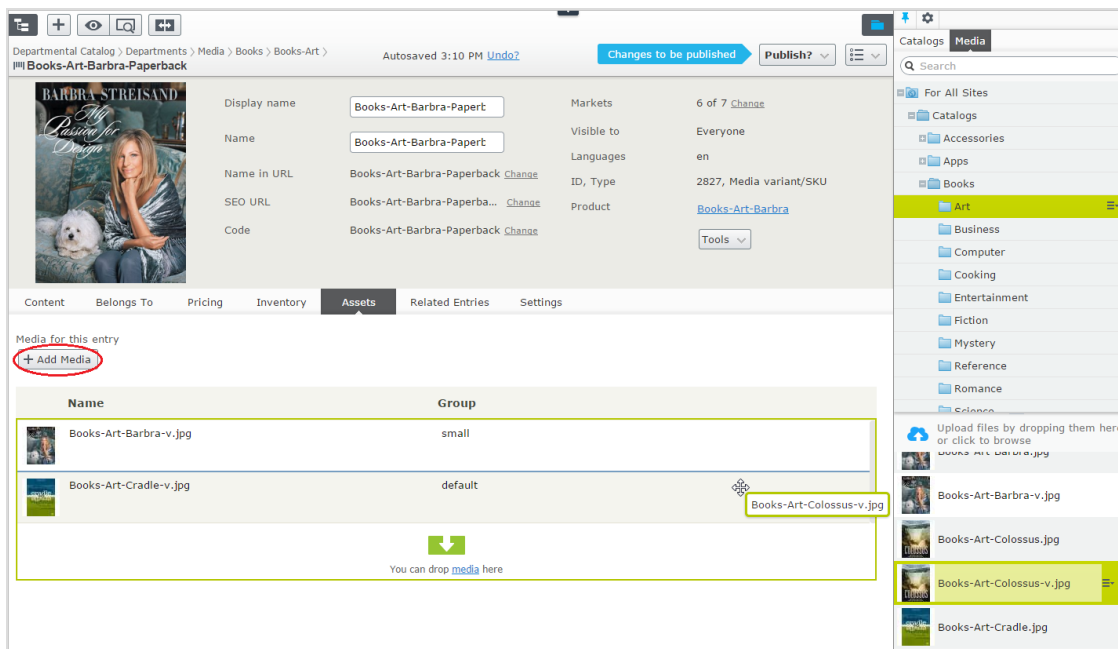 Departmental Catalog > Departments > Media > Books > Books-Art >
Books-Art-Barbra-Paperback
Autosaved 3:10 PM Undo?
Changes to be published
Publish?
BARBRA STREISAND
My
Passion for
Design
Display name
Books-Art-Barbra-Papert
Name
Books-Art-Barbra-Papert
Name in URL
Books-Art-Barbra-Paperback Change
SEO URL
Books-Art-Barbra-Paperba... Change
Code
Books-Art-Barbra-Paperback Change
Markets
6 of 7 Change
Visible to
Everyone
Languages
en
ID, Type
2827, Media variant/SKU
Product
Books-Art-Barbra
Tools
Content
Belongs To
Pricing
Inventory
Assets
Related Entries
Settings
Media for this entry
+ Add Media
Name
Group
Books-Art-Barbra-v.jpg
small
Books-Art-Cradle-v.jpg
default
Books-Art-Colossus-v.jpg
You can drop media here
Catalogs
Media
Search
For All Sites
Catalogs
Accessories
Apps
Books
Art
Business
Computer
Cooking
Entertainment
Fiction
Mystery
Reference
Romance
Science
Upload files by dropping them here
or click to browse
Books-Art-Barbra.jpg
Books-Art-Barbra-v.jpg
Books-Art-Colossus.jpg
Books-Art-Colossus-v.jpg
Books-Art-Cradle.jpg